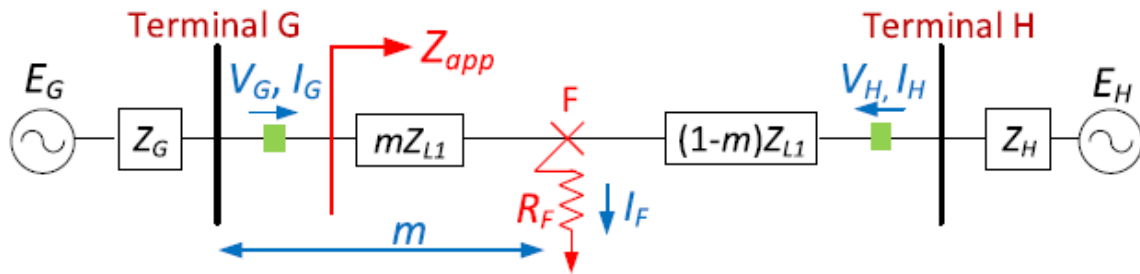 Terminal G
Terminal H
Z_app
E_G
V_G, I_G
F
V_H, I_H
E_H
Z_G
mZ_L1
(1-m)Z_L1
Z_H
R_F
I_F
m